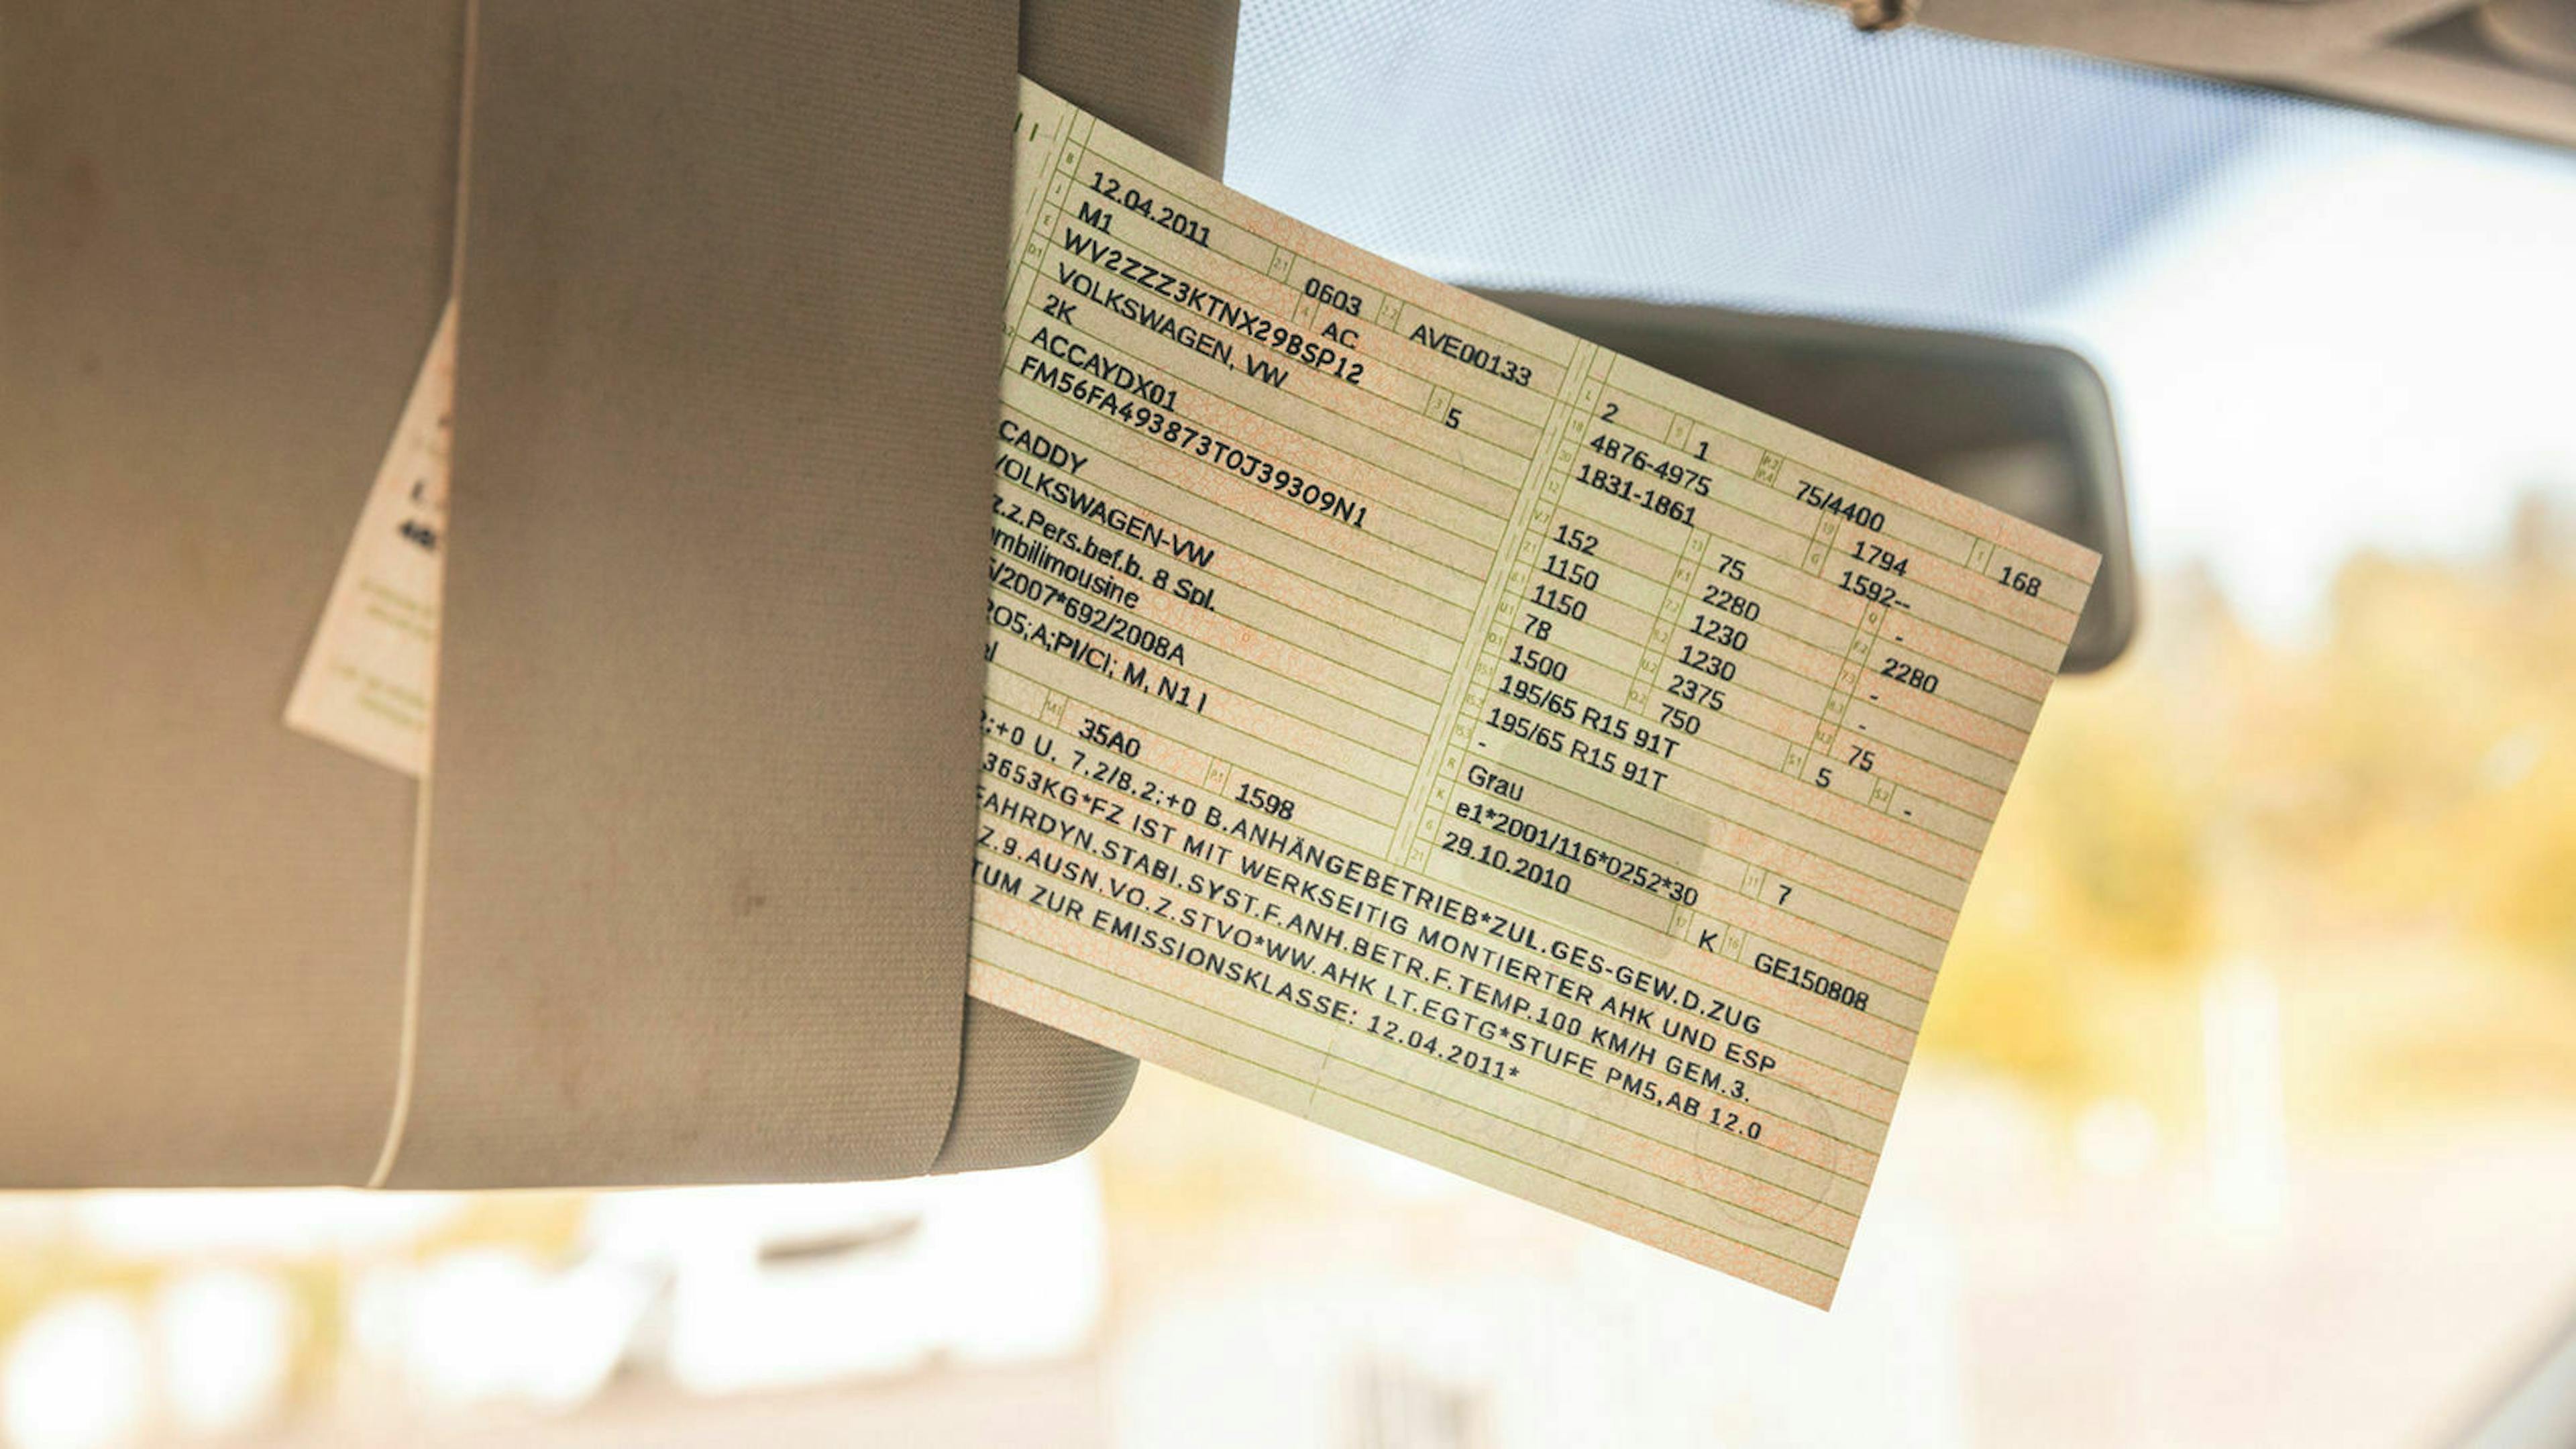 12.04.2011 0603 AVE00133
M1 AC
WV2ZZZ3KTNX29BSP12 5
VOLKSWAGEN, VW
2K
ACCAYDX01
FM56FA493873T0J39309N1
CADDY
VOLKSWAGEN-VW
z.z.Pers.bef.b. 8 Spl.
mbilimousine
/2007*692/2008A
RO5;A;PI/CI; M, N1 I
el
35A0 1598
2:+0 U. 7.2/8.2:+0 B.ANHÄNGEBETRIEB*ZUL.GES-GEW.D.ZUG
3653KG*FZ IST MIT WERKSEITIG MONTIERTER AHK UND ESP
FAHRDYN.STABI.SYST.F.ANH.BETR.F.TEMP.100 KM/H GEM.3.
Z.9.AUSN.VO.Z.STVO*WW.AHK LT.EGTG*STUFE PM5,AB 12.0
TUM ZUR EMISSIONSKLASSE: 12.04.2011*
2 1 75/4400 168
4876-4975 1794
1831-1861 1592--
152 75 -
1150 2280 2280
1150 1230 -
78 1230 -
1500 2375 75
195/65 R15 91T 750 5 -
195/65 R15 91T
-
Grau 7
e1*2001/116*0252*30
29.10.2010 K GE150808